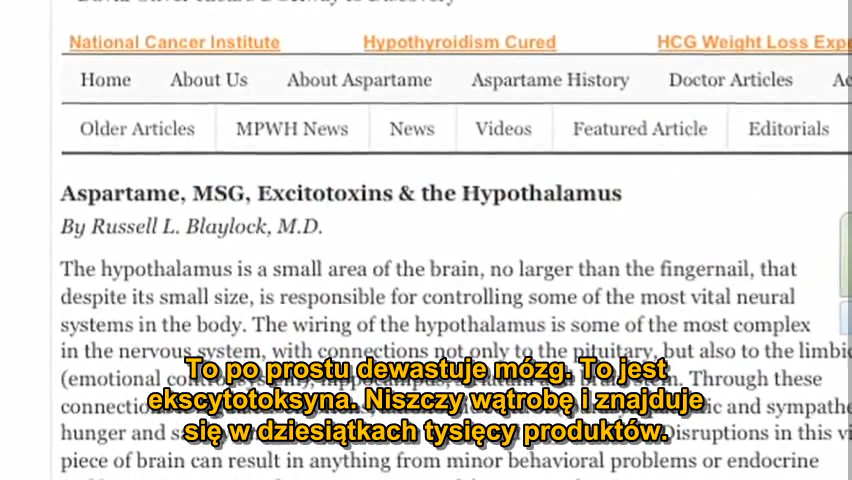 National Cancer Institute Hypothyroidism Cured HCG Weight Loss
Home About Us About Aspartame Aspartame History Doctor Articles
Older Articles MPWH News News Videos Featured Article Editorials
Aspartame, MSG, Excitotoxins & the Hypothalamus
By Russell L. Blaylock, M.D.
The hypothalamus is a small area of the brain, no larger than the fingernail, that
despite its small size, is responsible for controlling some of the most vital neural
systems in the body. The wiring of the hypothalamus is some of the most complex
in the nervous system, with connections not only to the pituitary, but also to the
(emotional Through these
To po prostu dewastuje mózg. To jest
ekscytotoksyna. Niszczy wątrobę i znajduje
się w dziesiątkach tysięcy produktów.
hunger and Disruptions in this
piece of brain can result in anything from minor behavioral problems or endocrine